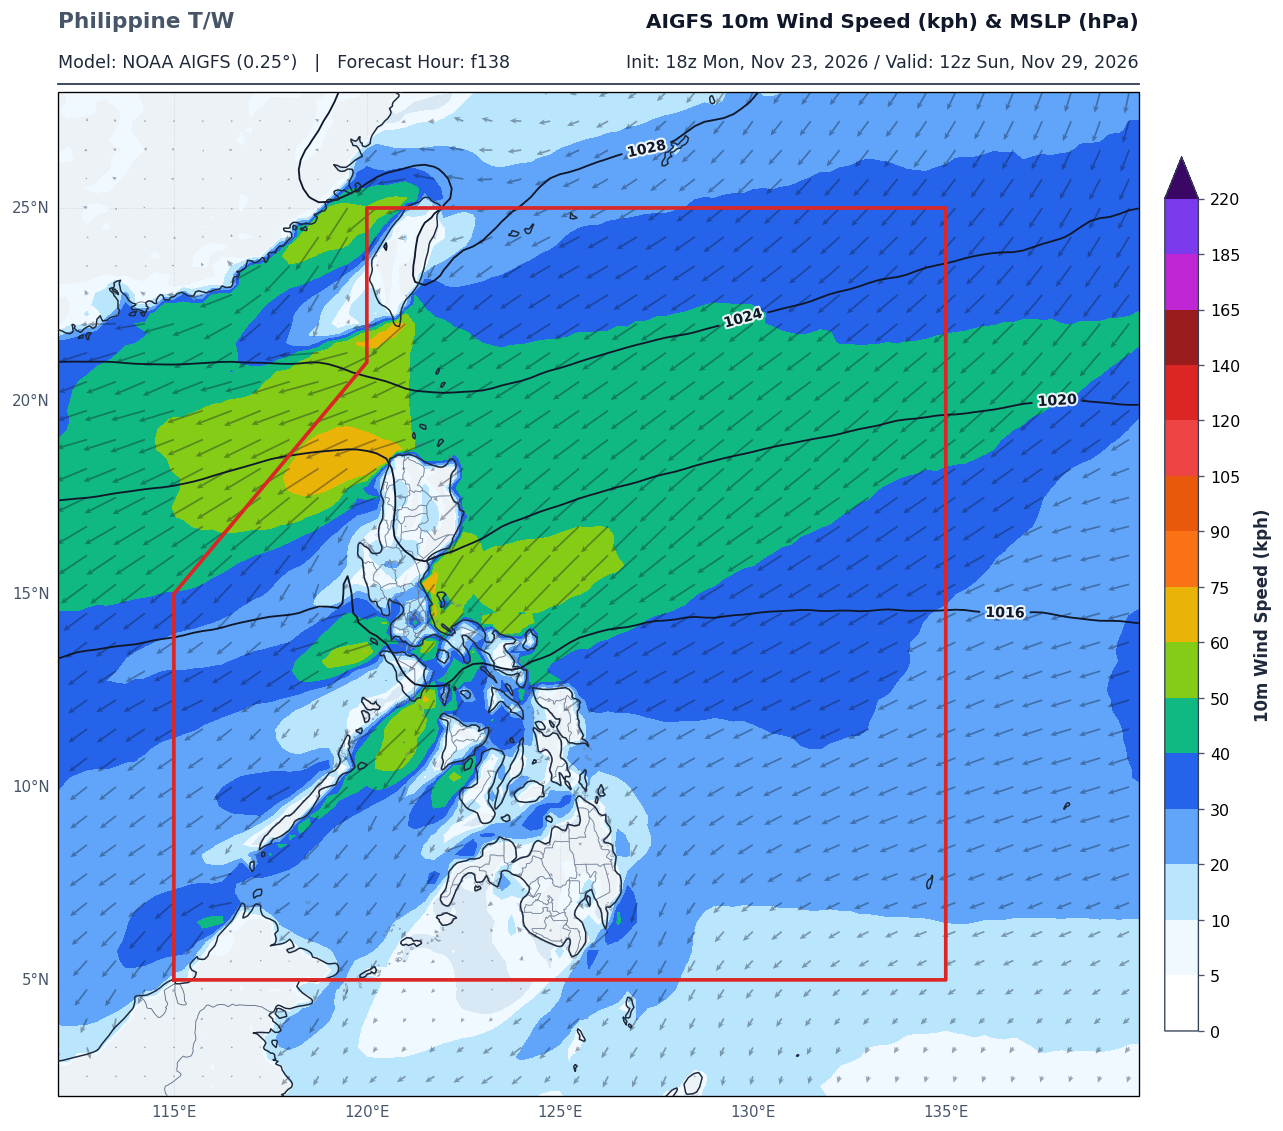 Philippine T/W
AIGFS 10m Wind Speed (kph) & MSLP (hPa)
Model: NOAA AIGFS (0.25°) | Forecast Hour: f138
Init: 18z Mon, Nov 23, 2026 / Valid: 12z Sun, Nov 29, 2026
1028
1024
1020
1016
25°N
20°N
15°N
10°N
5°N
115°E
120°E
125°E
130°E
135°E
220
185
165
140
120
105
90
75
60
50
40
30
20
10
5
0
10m Wind Speed (kph)